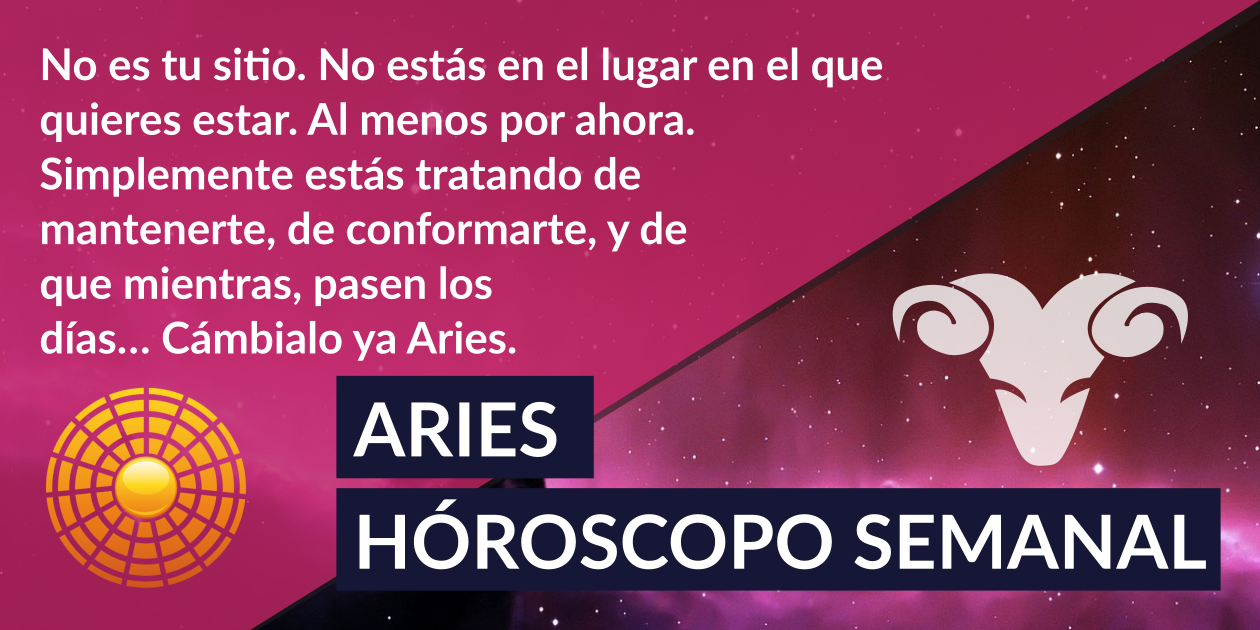 No es tu sitio. No estás en el lugar en el que
quieres estar. Al menos por ahora.
Simplemente estás tratando de
mantenerte, de conformarte, y de
que mientras, pasen los
días... Cámbialo ya Aries.
ARIES
HÓROSCOPO SEMANAL